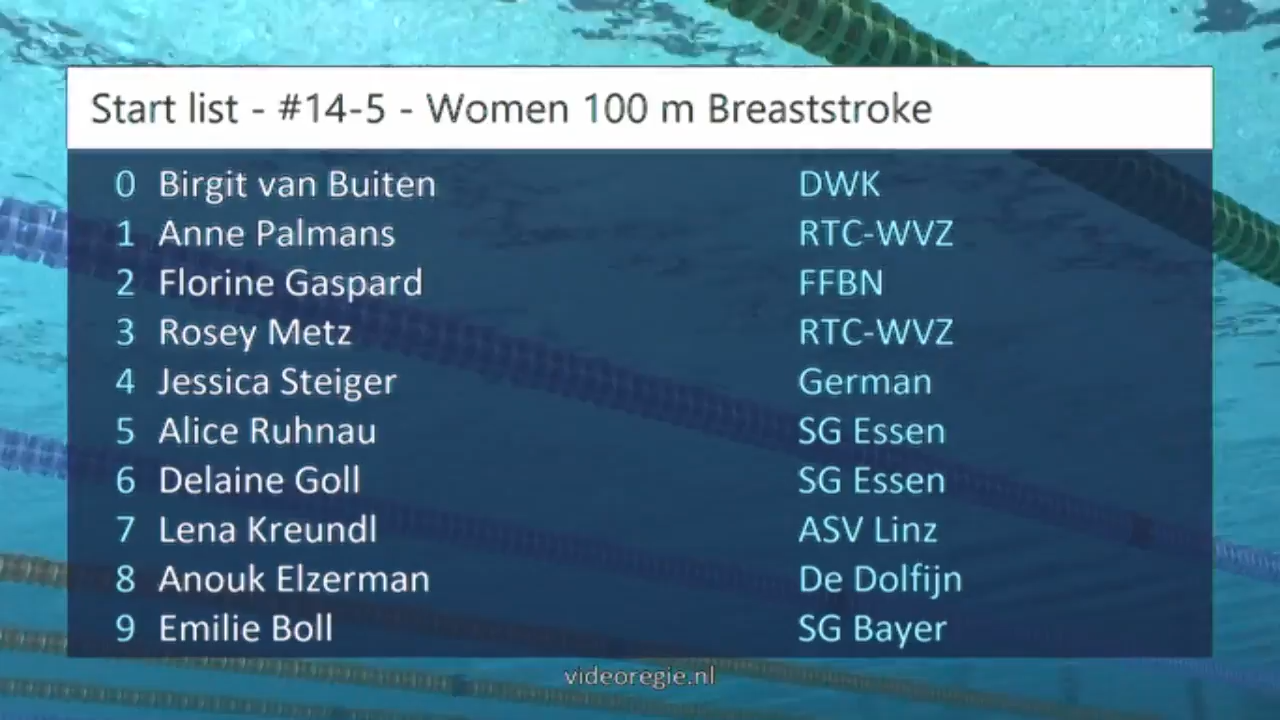 Start list - #14-5 - Women 100 m Breaststroke
0 Birgit van Buiten DWK
1 Anne Palmans RTC-WVZ
2 Florine Gaspard FFBN
3 Rosey Metz RTC-WVZ
4 Jessica Steiger German
5 Alice Ruhnau SG Essen
6 Delaine Goll SG Essen
7 Lena Kreundl ASV Linz
8 Anouk Elzerman De Dolfijn
9 Emilie Boll SG Bayer
videoregie.nl